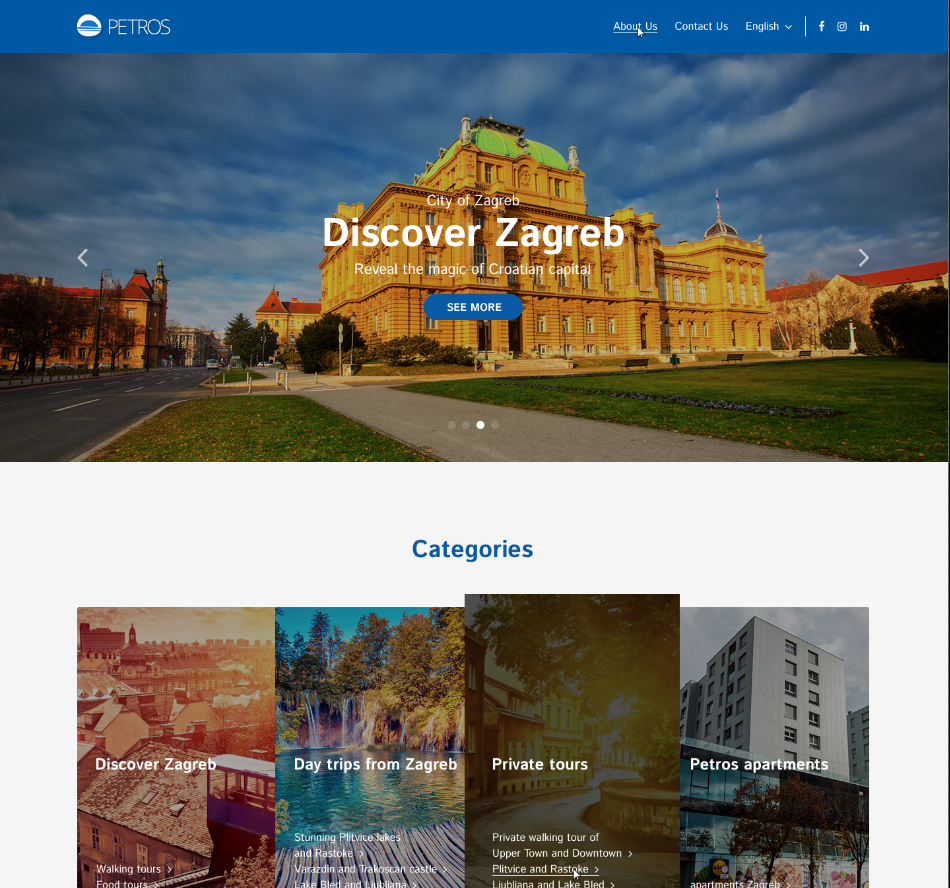 PETROS
About Us
Contact Us
English
City of Zagreb
Discover Zagreb
Reveal the magic of Croatian capital
SEE MORE
Categories
Discover Zagreb
Walking tours
Food tours
Day trips from Zagreb
Stunning Plitvice lakes
and Rastoke
Varazdin and Trakoscan castle
Lake Bled and Ljubljana
Private tours
Private walking tour of
Upper Town and Downtown
Plitvice and Rastoke
Ljubljana and Lake Bled
Petros apartments
apartments Zagreb